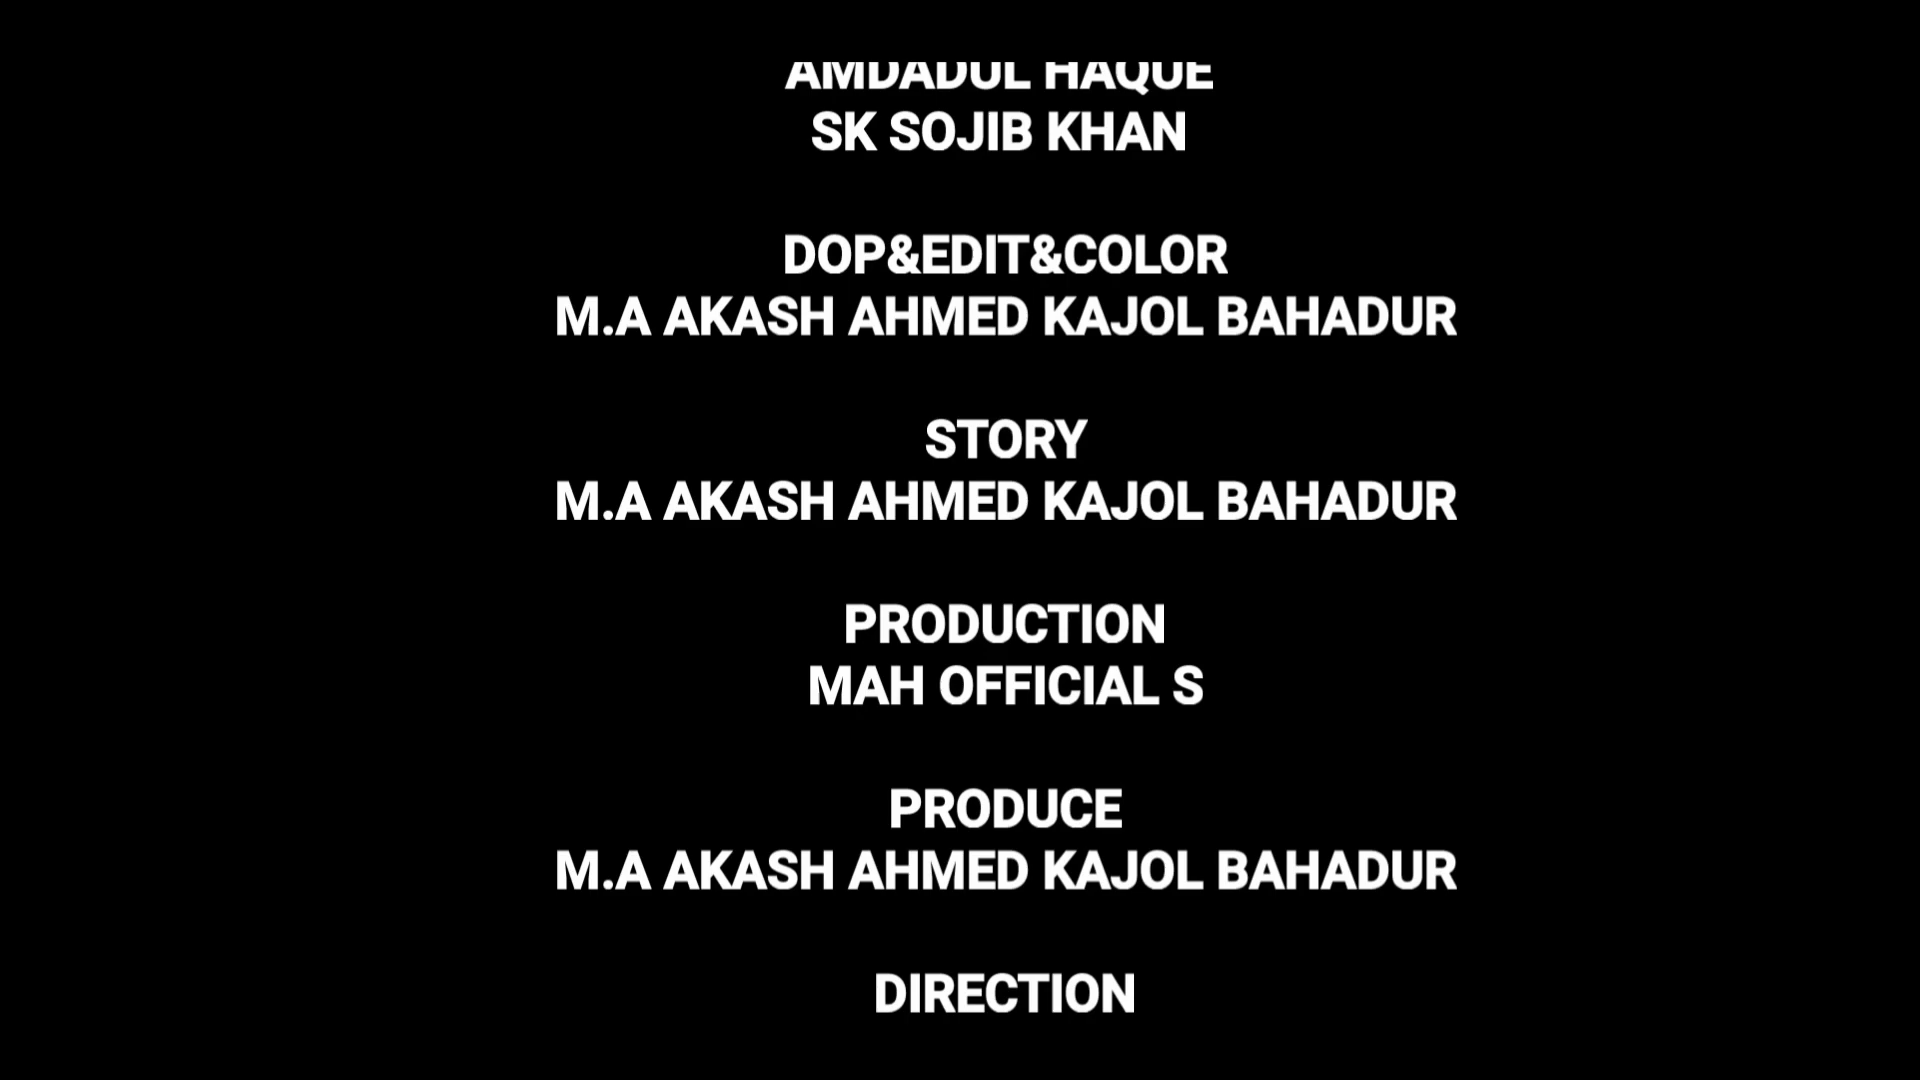 AMDADUL HAQUE
SK SOJIB KHAN
DOP&EDIT&COLOR
M.A AKASH AHMED KAJOL BAHADUR
STORY
M.A AKASH AHMED KAJOL BAHADUR
PRODUCTION
MAH OFFICIAL S
PRODUCE
M.A AKASH AHMED KAJOL BAHADUR
DIRECTION